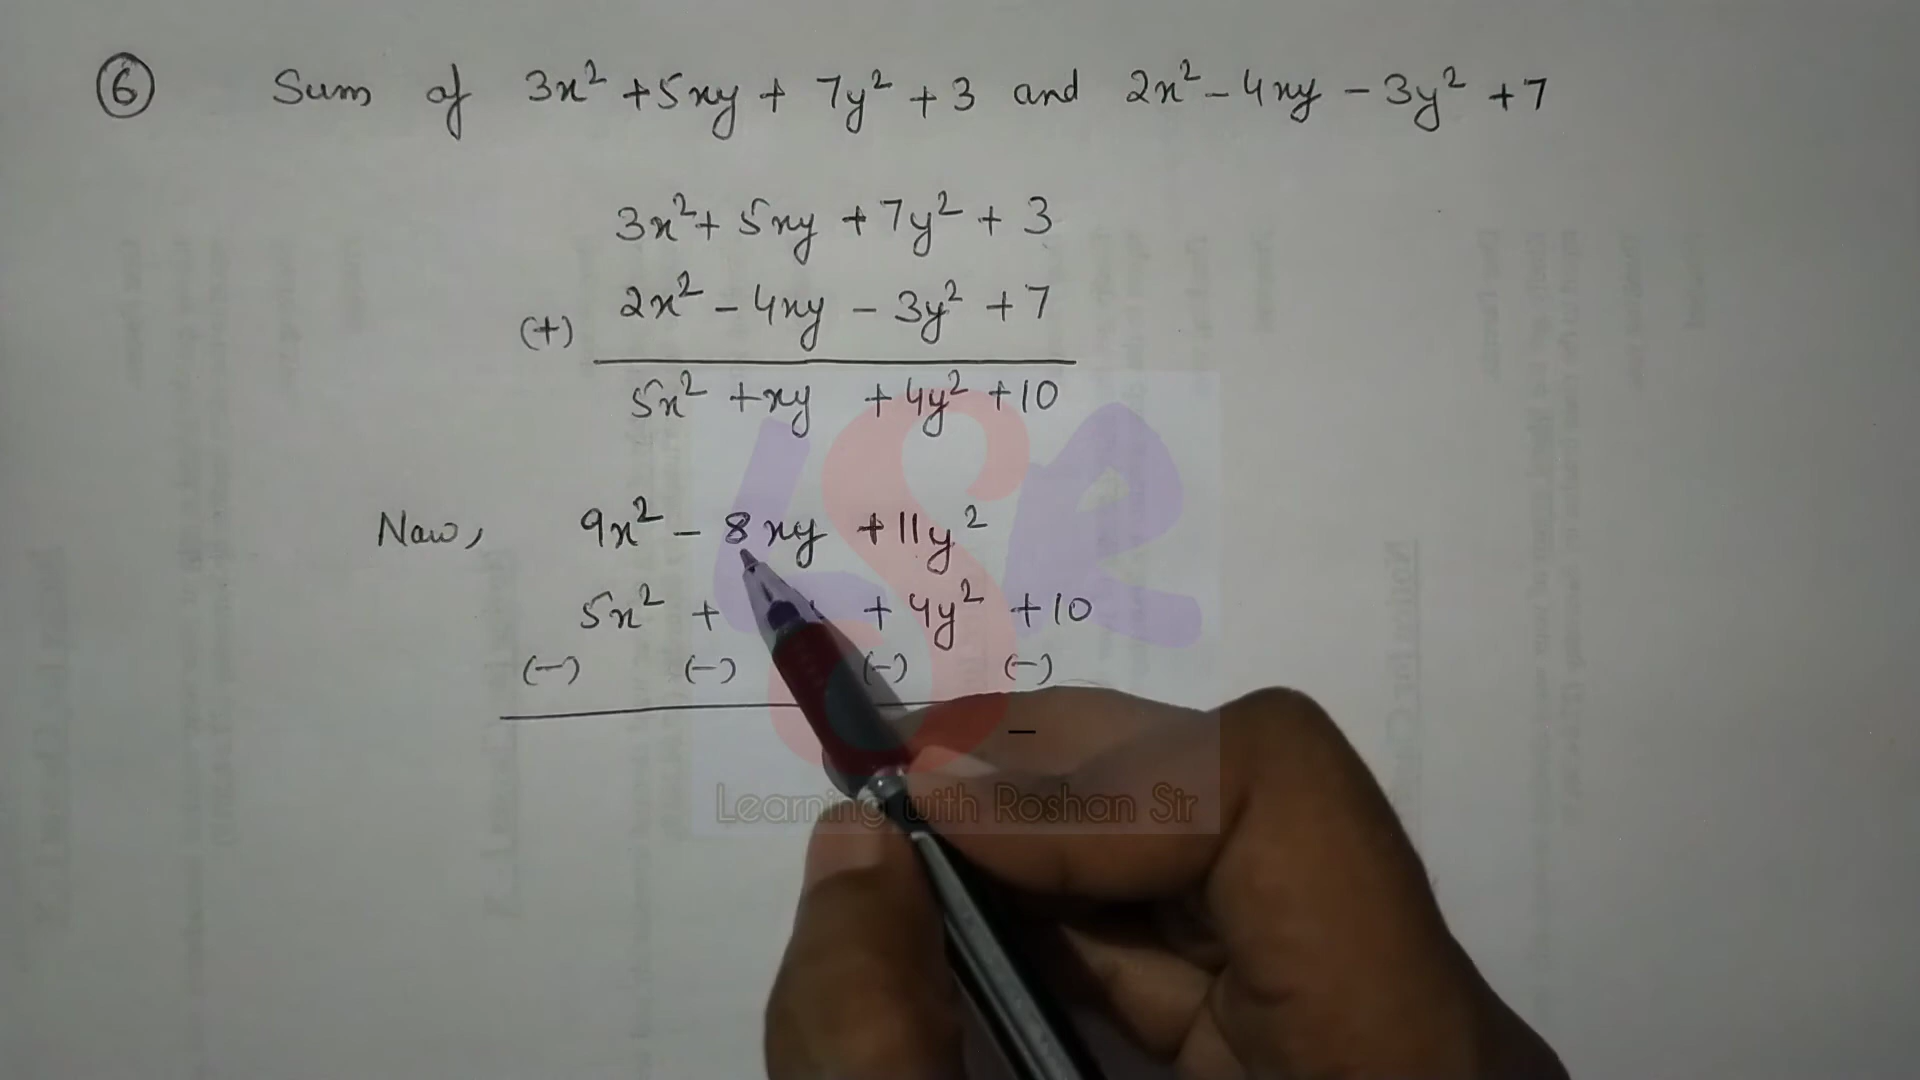 ⑥ Sum of 3x² + 5xy + 7y² + 3 and 2x² - 4xy - 3y² + 7
3x² + 5xy + 7y² + 3
2x² - 4xy - 3y² + 7
(+)
5x² + xy + 4y² + 10
Now, 9x² - 8xy + 11y²
5x² + + 4y² + 10
(-) (-) (-) (-)
LSR
Learning with Roshan Sir